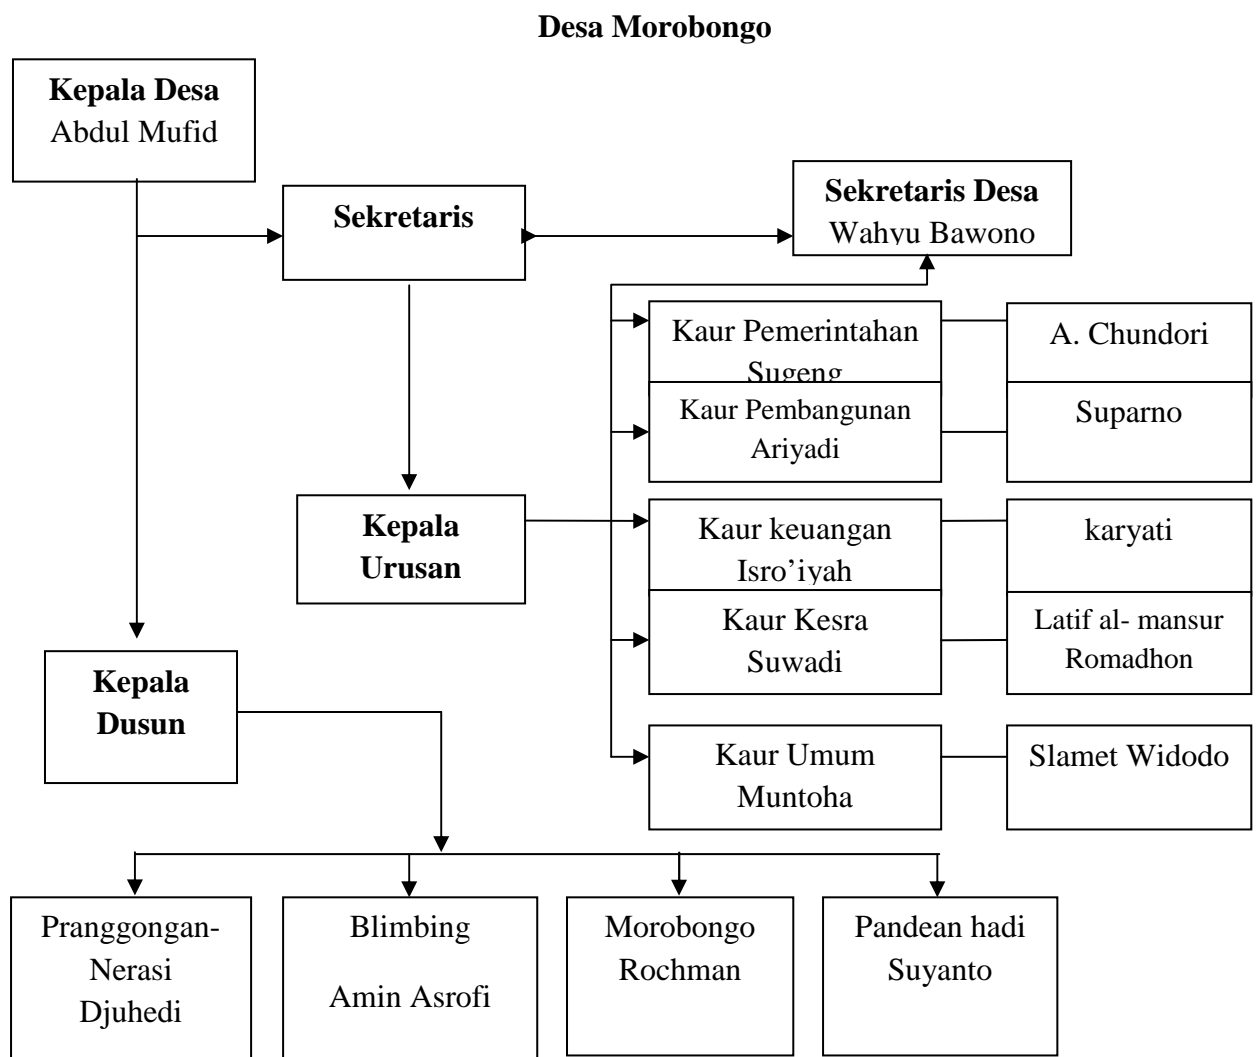 Desa Morobongo
Kepala Desa
Abdul Mufid
Sekretaris
Sekretaris Desa
Wahyu Bawono
Kaur Pemerintahan
Sugeng
A. Chundori
Kaur Pembangunan
Ariyadi
Suparno
Kepala
Urusan
Kaur keuangan
Isro’iyah
karyati
Kaur Kesra
Suwadi
Latif al- mansur
Romadhon
Kepala
Dusun
Kaur Umum
Muntoha
Slamet Widodo
Pranggongan-
Nerasi
Djuhedi
Blimbing
Amin Asrofi
Morobongo
Rochman
Pandean hadi
Suyanto